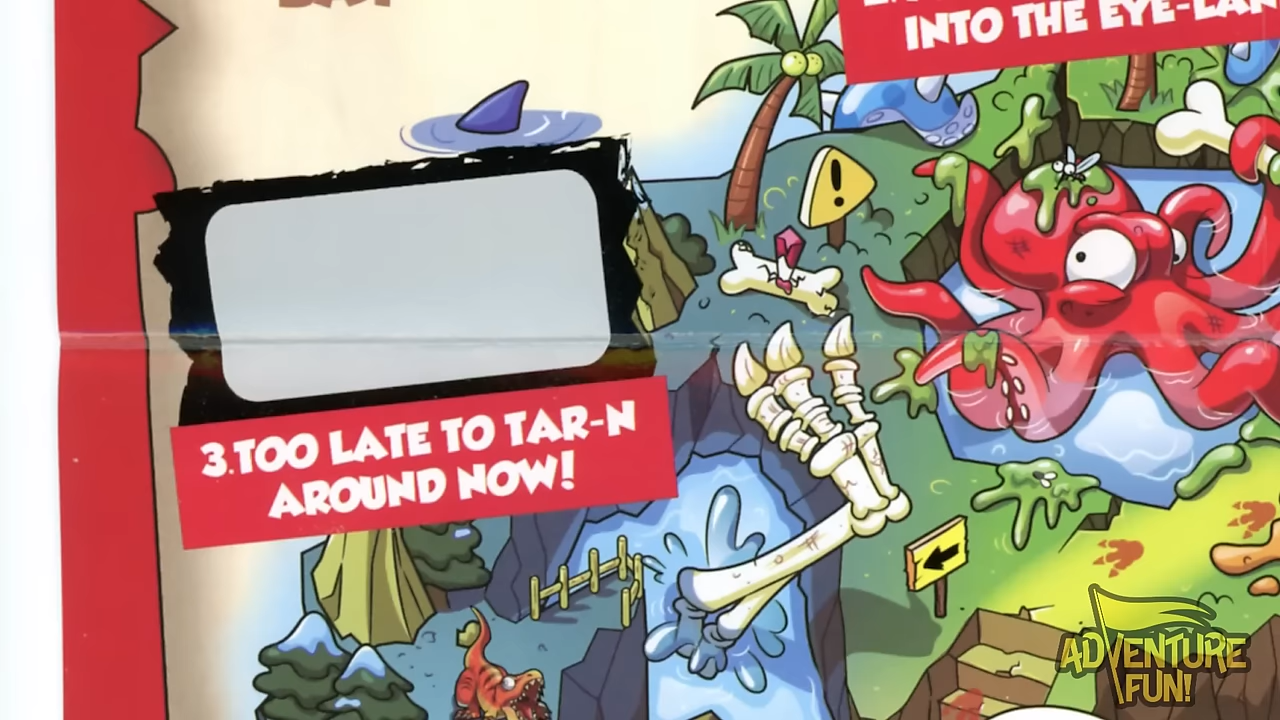 INTO THE EYE-LAN
3.TOO LATE TO TAR-N
AROUND NOW!
!
ADVENTURE
FUN!